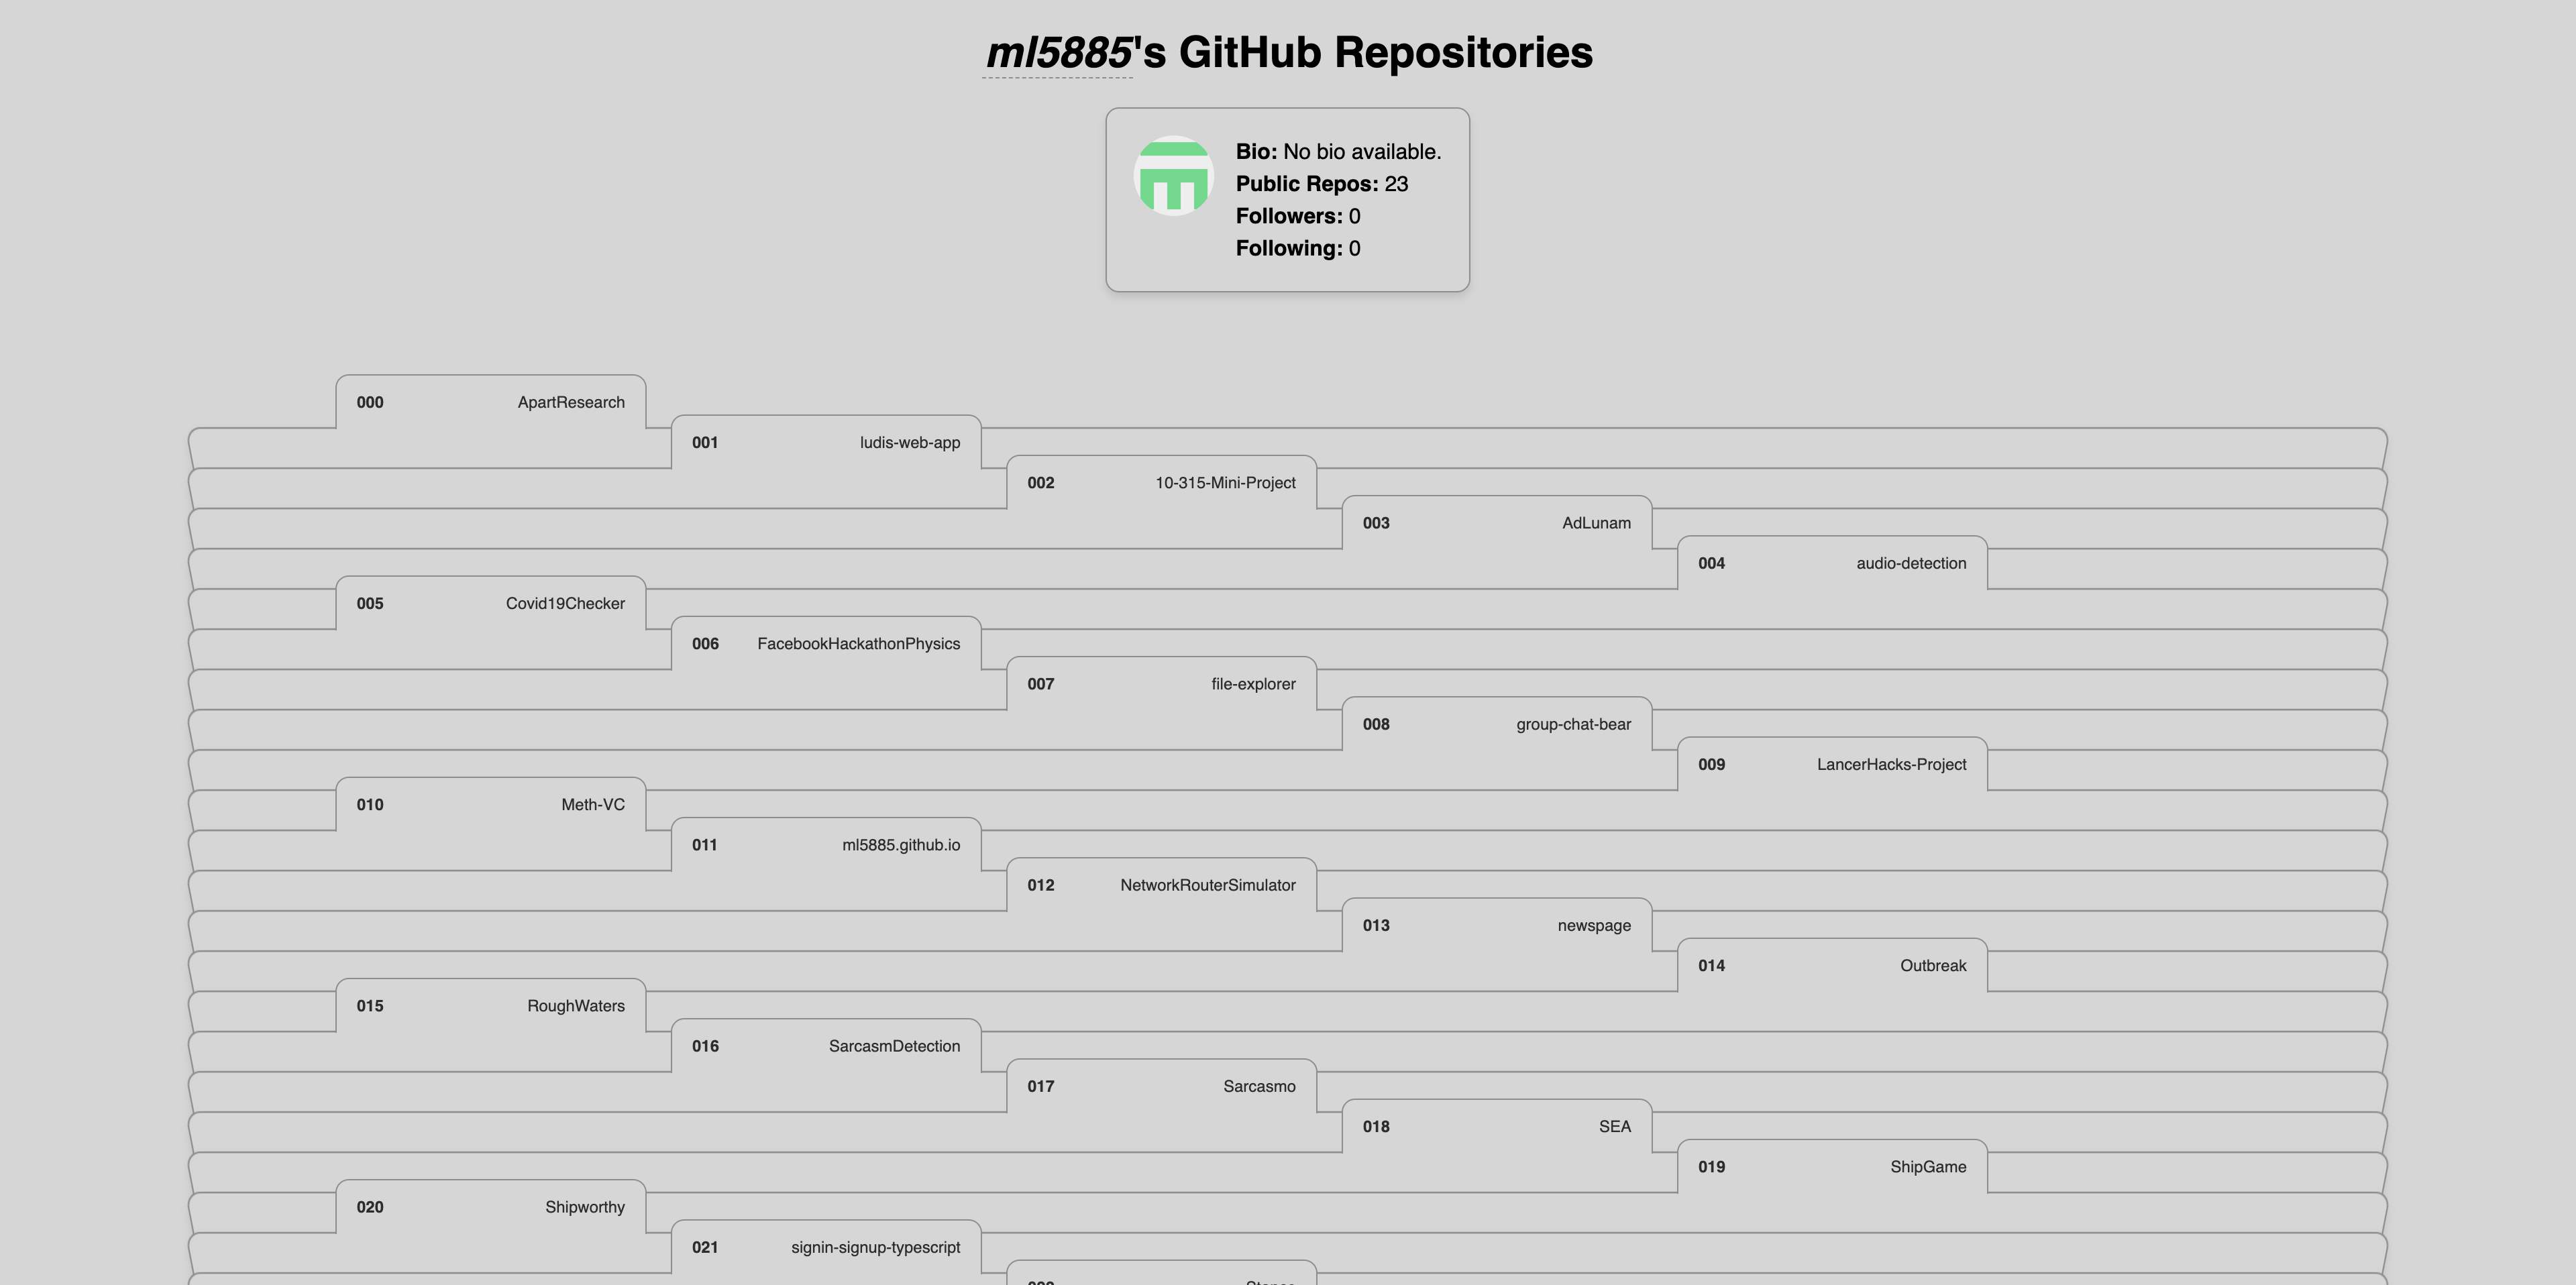 ml5885's GitHub Repositories
Bio: No bio available.
Public Repos: 23
Followers: 0
Following: 0
000 ApartResearch
001 ludis-web-app
002 10-315-Mini-Project
003 AdLunam
004 audio-detection
005 Covid19Checker
006 FacebookHackathonPhysics
007 file-explorer
008 group-chat-bear
009 LancerHacks-Project
010 Meth-VC
011 ml5885.github.io
012 NetworkRouterSimulator
013 newspage
014 Outbreak
015 RoughWaters
016 SarcasmDetection
017 Sarcasmo
018 SEA
019 ShipGame
020 Shipworthy
021 signin-signup-typescript